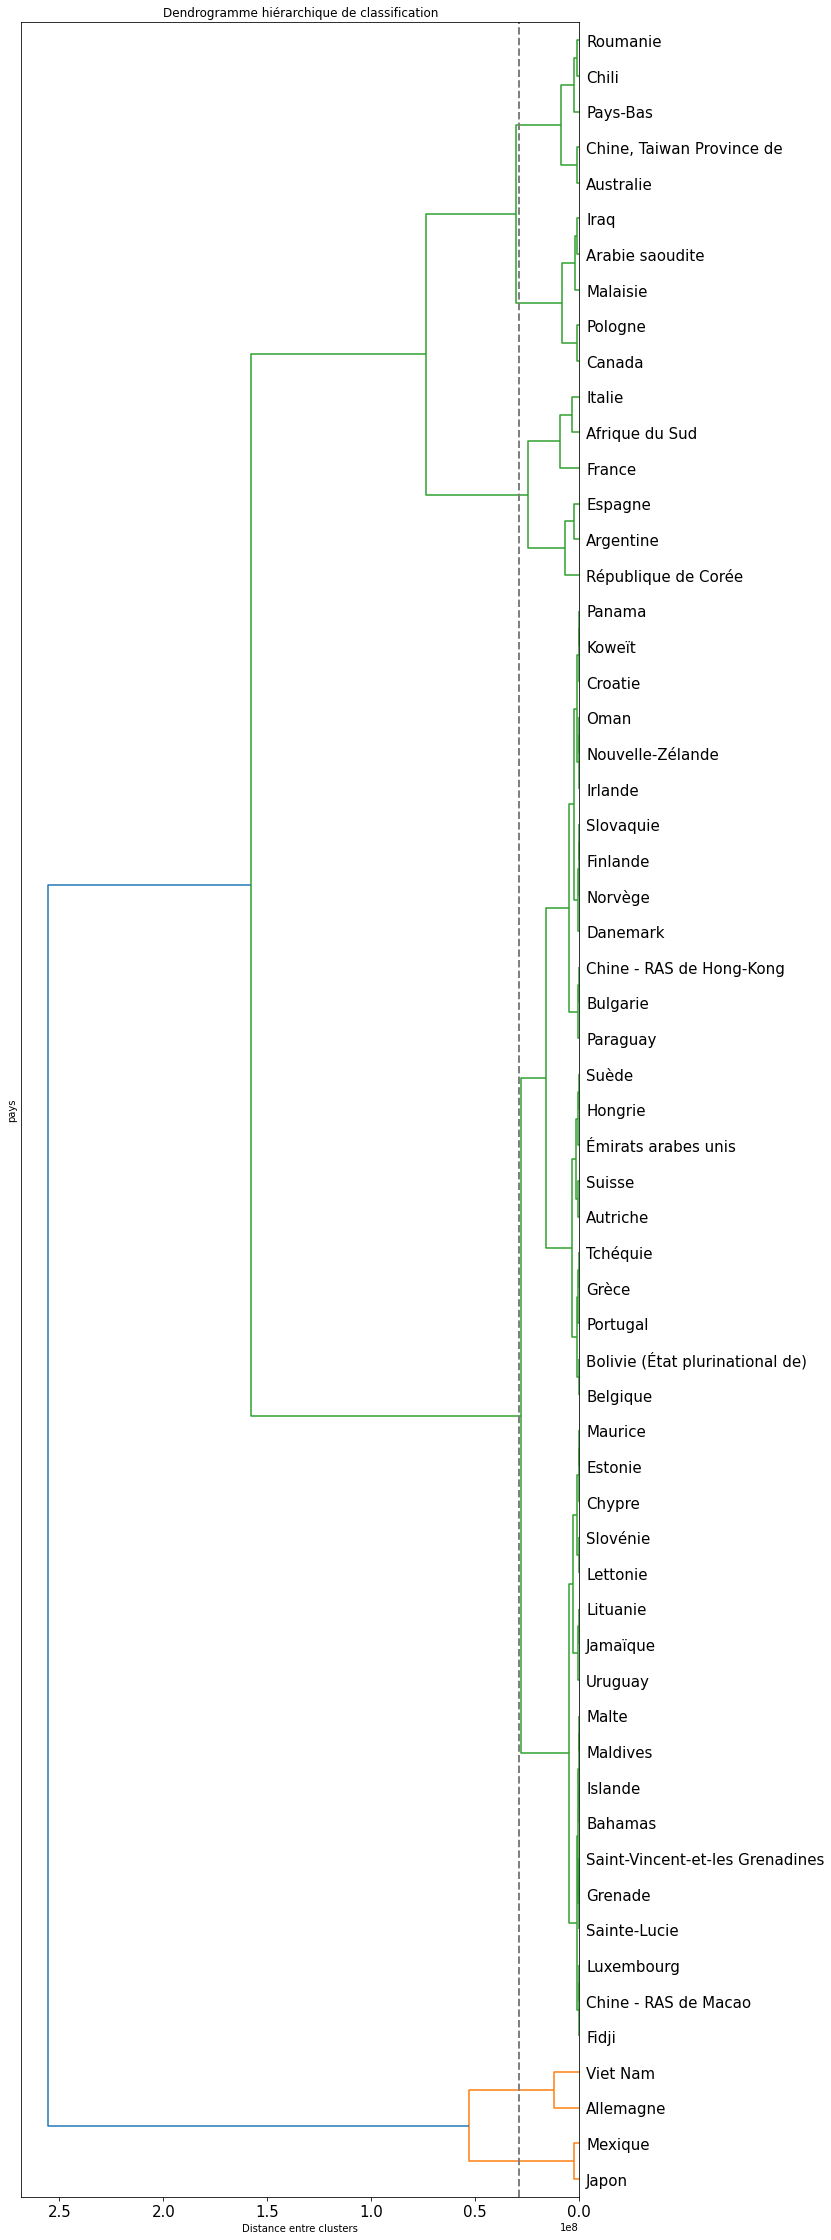 Dendrogramme hiérarchique de classification
Roumanie
Chili
Pays-Bas
Chine, Taiwan Province de
Australie
Iraq
Arabie saoudite
Malaisie
Pologne
Canada
Italie
Afrique du Sud
France
Espagne
Argentine
République de Corée
Panama
Koweït
Croatie
Oman
Nouvelle-Zélande
Irlande
Slovaquie
Finlande
Norvège
Danemark
Chine - RAS de Hong-Kong
Bulgarie
Paraguay
Suède
pays
Hongrie
Émirats arabes unis
Suisse
Autriche
Tchéquie
Grèce
Portugal
Bolivie (État plurinational de)
Belgique
Maurice
Estonie
Chypre
Slovénie
Lettonie
Lituanie
Jamaïque
Uruguay
Malte
Maldives
Islande
Bahamas
Saint-Vincent-et-les Grenadines
Grenade
Sainte-Lucie
Luxembourg
Chine - RAS de Macao
Fidji
Viet Nam
Allemagne
Mexique
Japon
2.5 2.0 1.5 1.0 0.5 0.0
Distance entre clusters
1e8